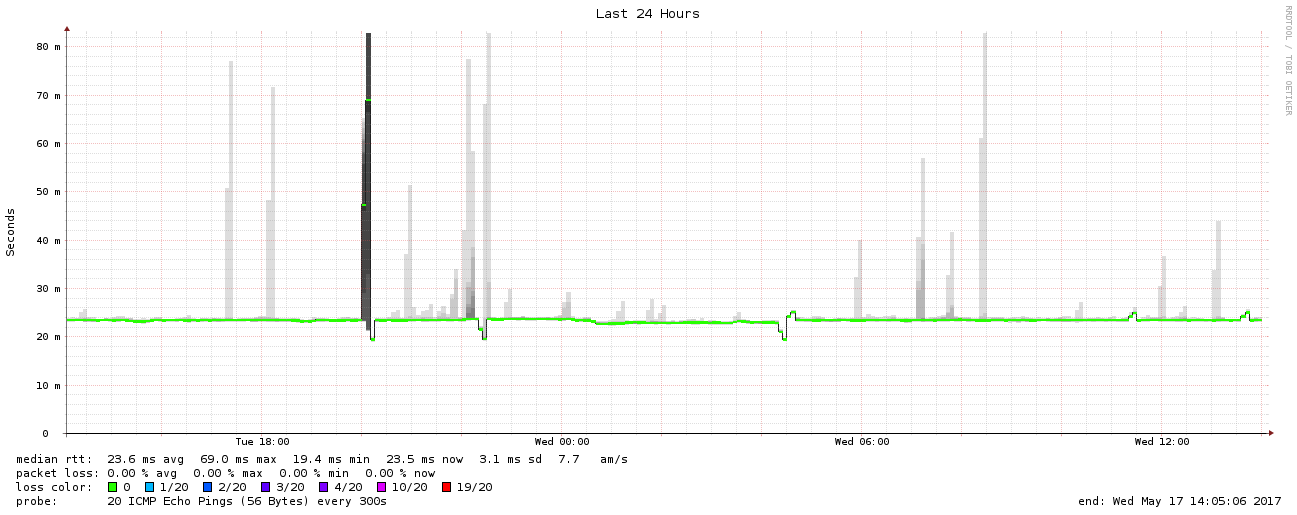 Last 24 Hours
RRDTOOL / TOBI OETIKER
Seconds
80 m
70 m
60 m
50 m
40 m
30 m
20 m
10 m
0
Tue 18:00 Wed 00:00 Wed 06:00 Wed 12:00
median rtt: 23.6 ms avg 69.0 ms max 19.4 ms min 23.5 ms now 3.1 ms sd 7.7 am/s
packet loss: 0.00 % avg 0.00 % max 0.00 % min 0.00 % now
loss color: 0 1/20 2/20 3/20 4/20 10/20 19/20
probe: 20 ICMP Echo Pings (56 Bytes) every 300s end: Wed May 17 14:05:06 2017